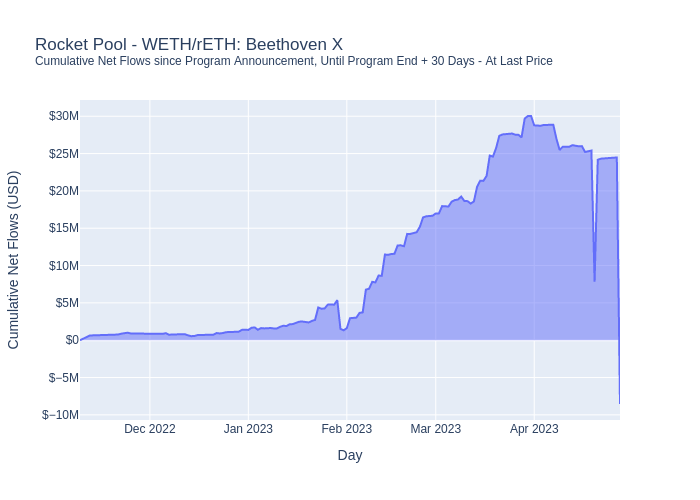 Rocket Pool - WETH/rETH: Beethoven X
Cumulative Net Flows since Program Announcement, Until Program End + 30 Days - At Last Price
$30M
$25M
$20M
$15M
$10M
$5M
$0
$−5M
$−10M
Cumulative Net Flows (USD)
Dec 2022
Jan 2023
Feb 2023
Mar 2023
Apr 2023
Day